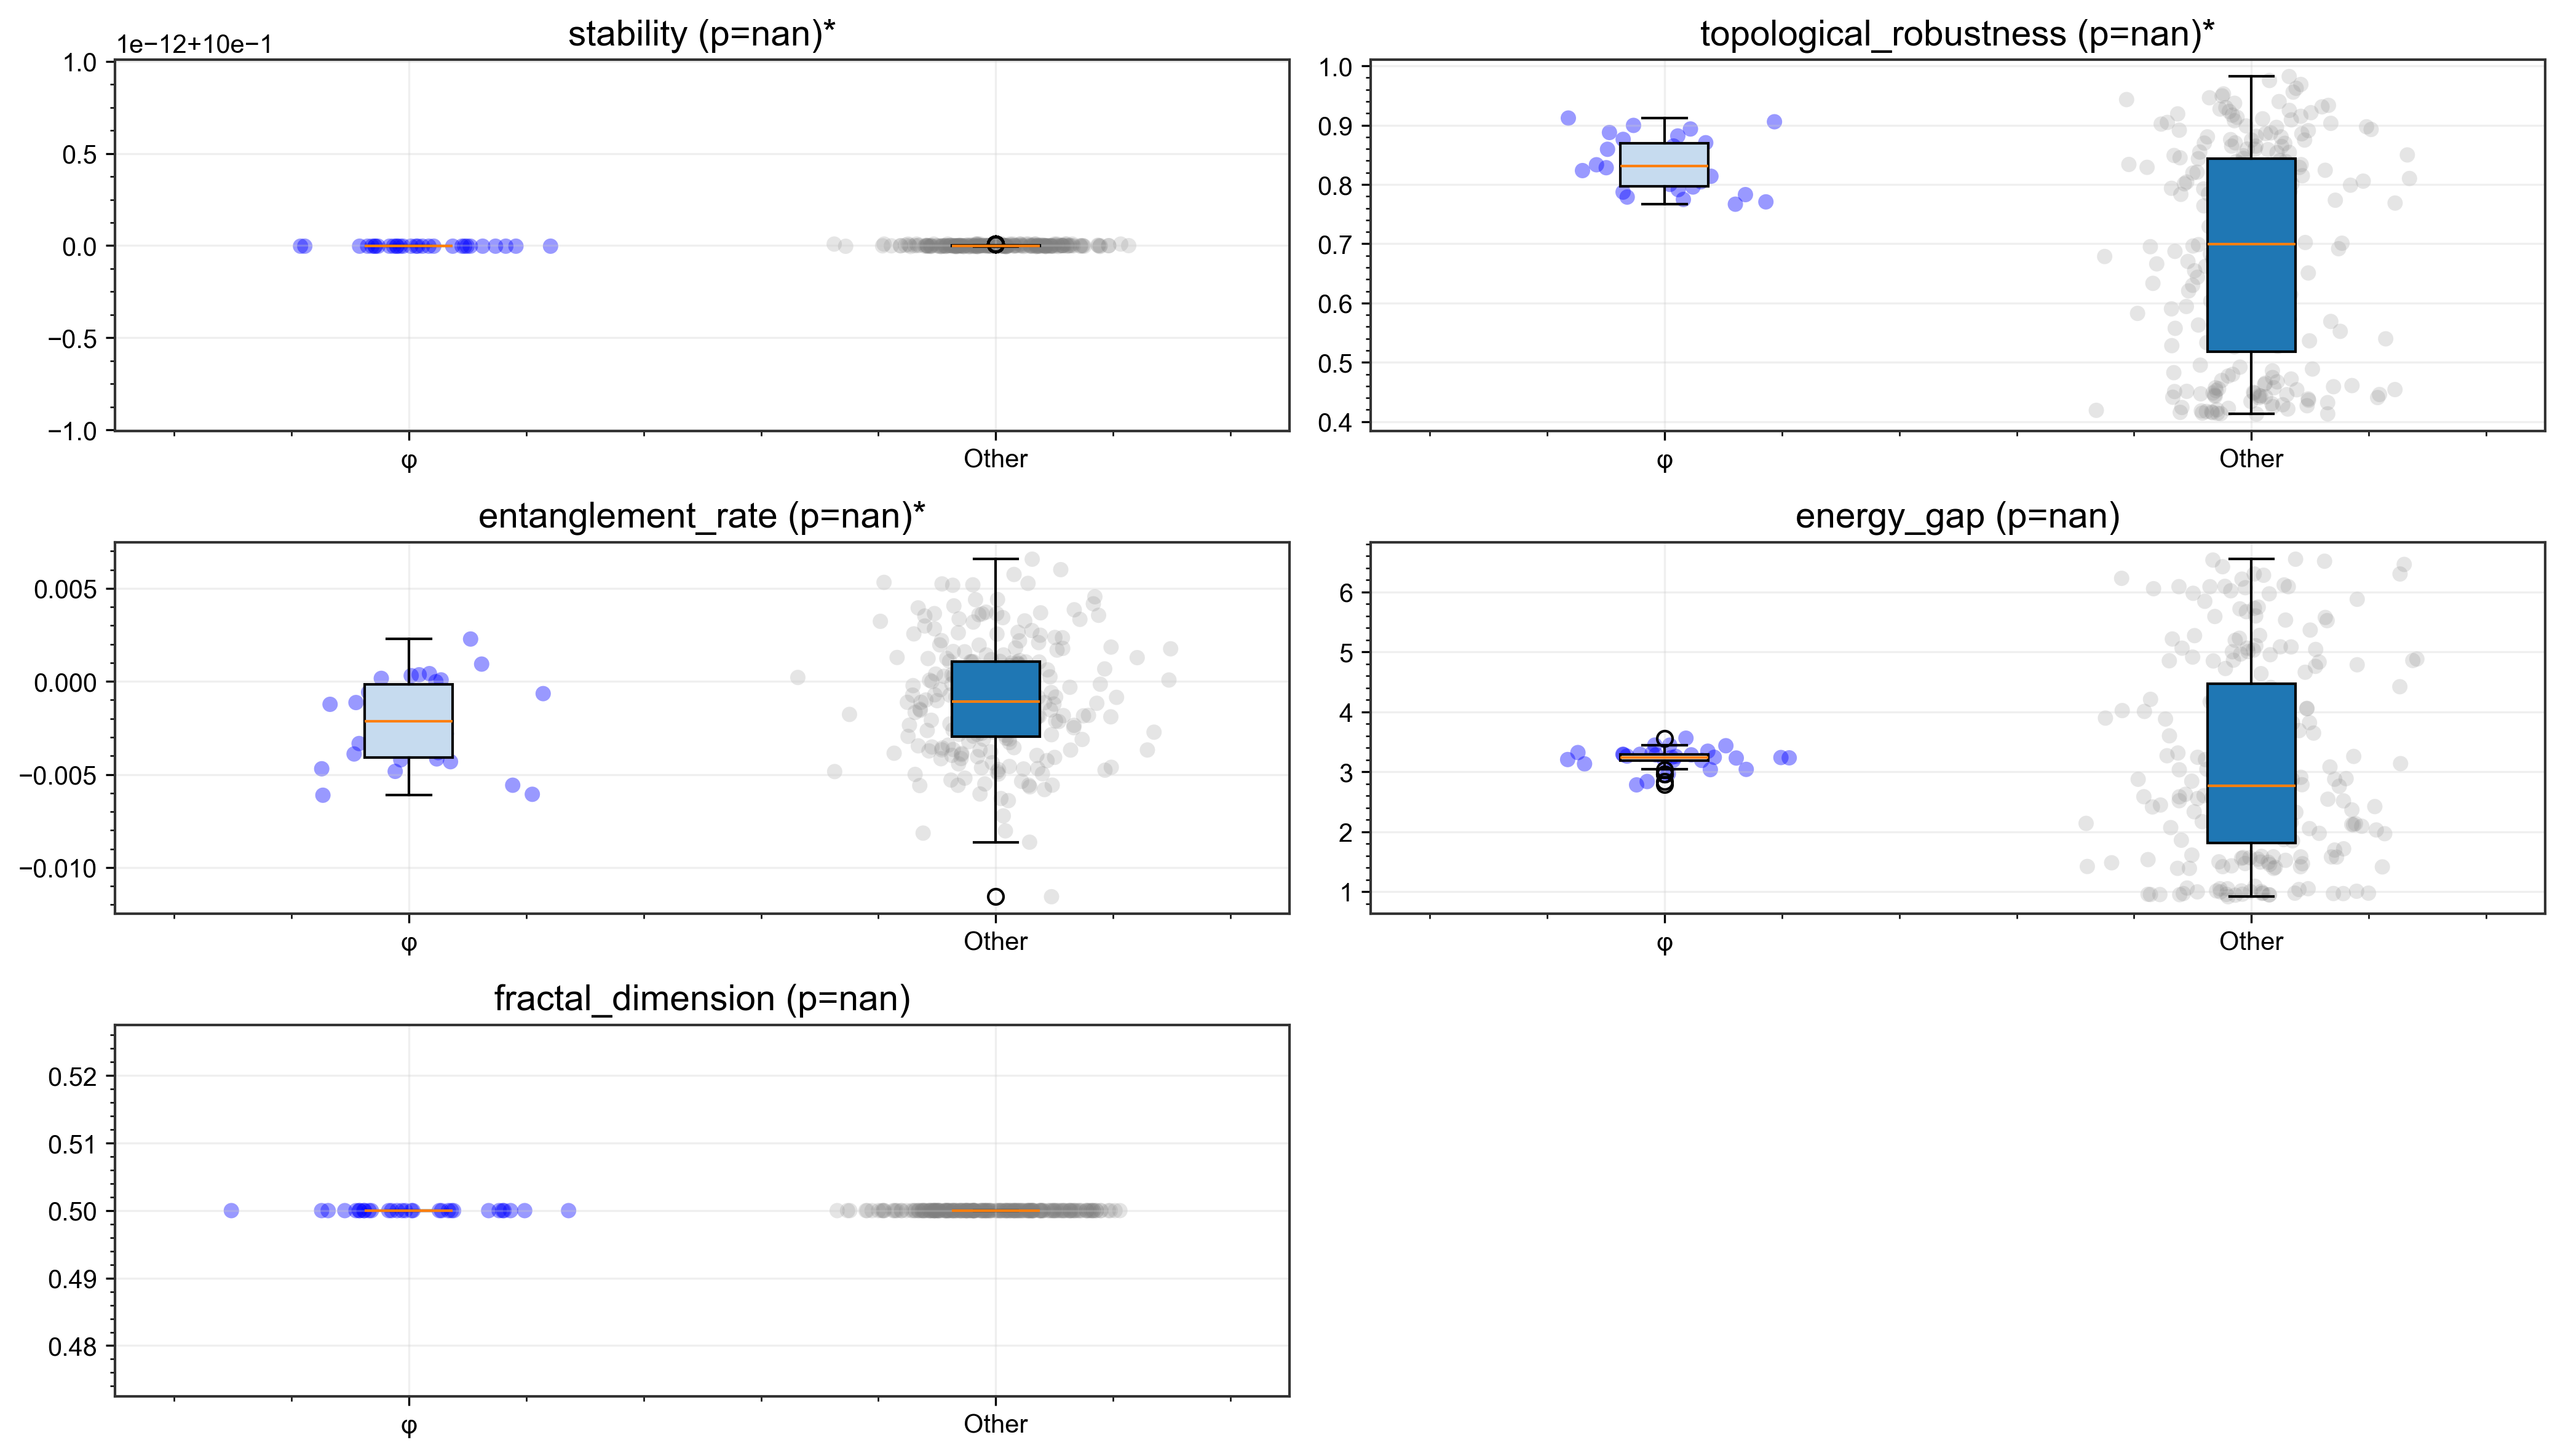 stability (p=nan)*
1e−12+10e−1
1.0
0.5
0.0
−0.5
−1.0
φ Other
topological_robustness (p=nan)*
1.0
0.9
0.8
0.7
0.6
0.5
0.4
φ Other
entanglement_rate (p=nan)*
0.005
0.000
−0.005
−0.010
φ Other
energy_gap (p=nan)
6
5
4
3
2
1
φ Other
fractal_dimension (p=nan)
0.52
0.51
0.50
0.49
0.48
φ Other